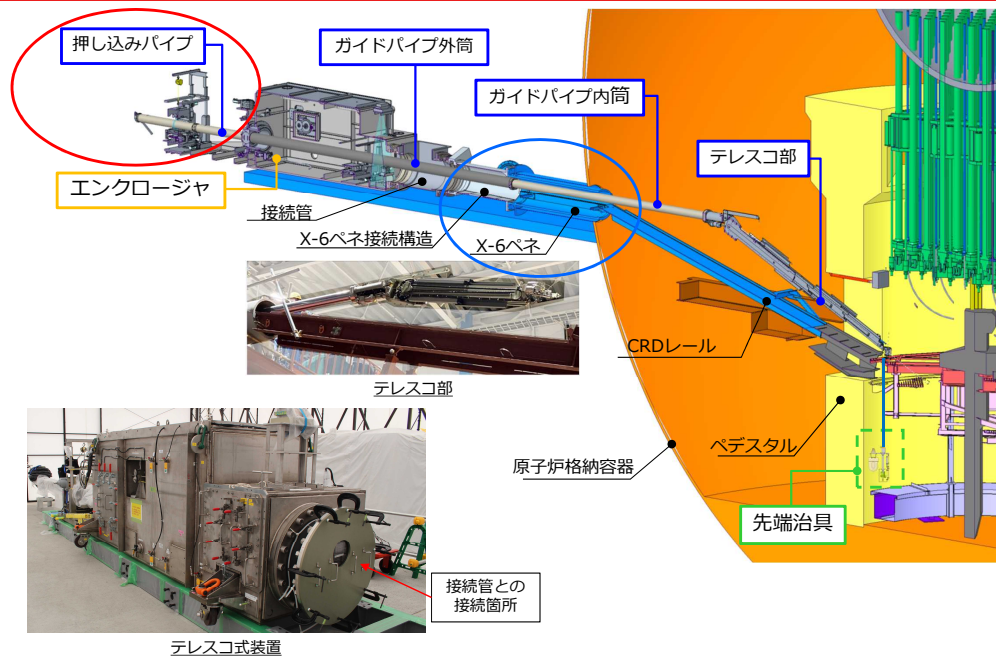 押し込みパイプ
ガイドパイプ外筒
ガイドパイプ内筒
テレスコ部
エンクロージャ
接続管
X-6ペネ接続構造
X-6ペネ
CRDレール
テレスコ部
ペデスタル
原子炉格納容器
先端治具
接続管との
接続箇所
テレスコ式装置